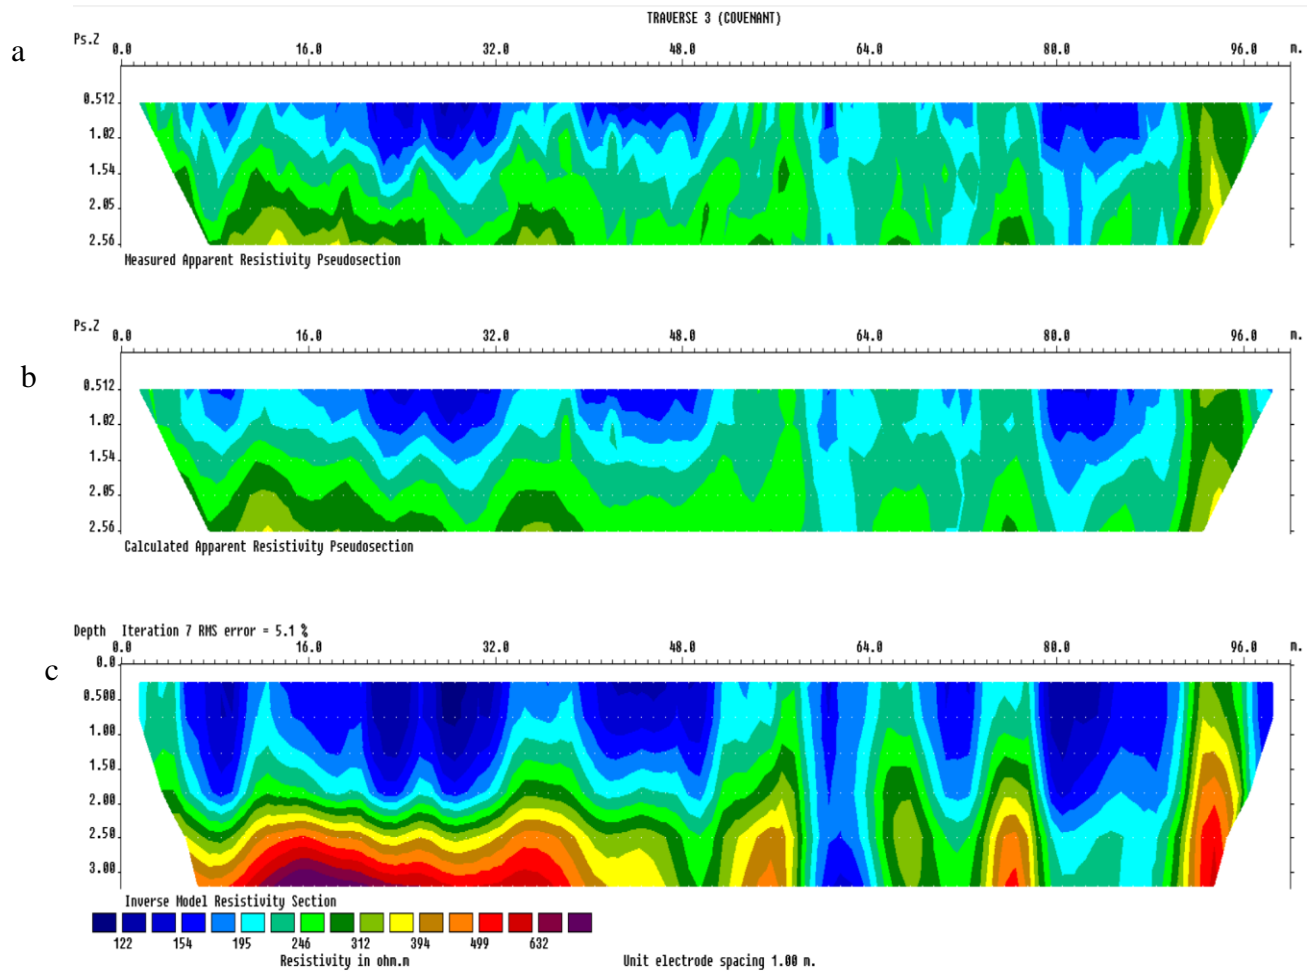 TRAVERSE 3 (COVENANT)
a
Ps.Z 0.0 16.0 32.0 48.0 64.0 80.0 96.0 m.
0.512
1.02
1.54
2.05
2.56
Measured Apparent Resistivity Pseudosection
Ps.Z 0.0 16.0 32.0 48.0 64.0 80.0 96.0 m.
b
0.512
1.02
1.54
2.05
2.56
Calculated Apparent Resistivity Pseudosection
Depth Iteration 7 RMS error = 5.1 %
0.0 16.0 32.0 48.0 64.0 80.0 96.0 m.
c
0.0
0.500
1.00
1.50
2.00
2.50
3.00
Inverse Model Resistivity Section
122 154 195 246 312 394 499 632
Resistivity in ohm.m Unit electrode spacing 1.00 m.